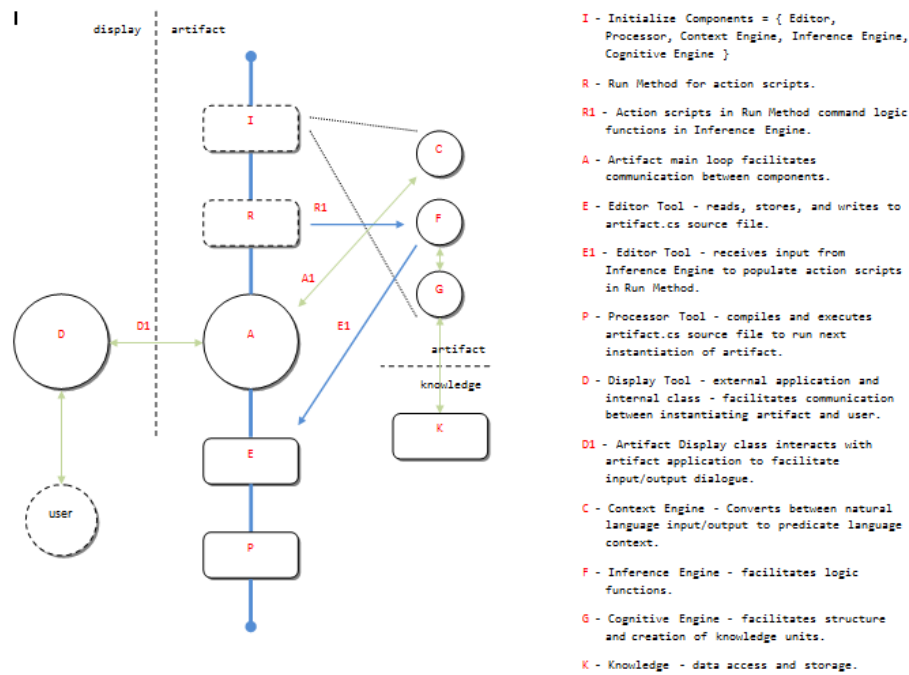 I
display
artifact
I
C
R
R1
F
A1
G
D
D1
A
E1
artifact
knowledge
K
E
user
P
I - Initialize Components = { Editor,
Processor, Context Engine, Inference Engine,
Cognitive Engine }
R - Run Method for action scripts.
R1 - Action scripts in Run Method command logic
functions in Inference Engine.
A - Artifact main loop facilitates
communication between components.
E - Editor Tool - reads, stores, and writes to
artifact.cs source file.
E1 - Editor Tool - receives input from
Inference Engine to populate action scripts
in Run Method.
P - Processor Tool - compiles and executes
artifact.cs source file to run next
instantiation of artifact.
D - Display Tool - external application and
internal class - facilitates communication
between instantiating artifact and user.
D1 - Artifact Display class interacts with
artifact application to facilitate
input/output dialogue.
C - Context Engine - Converts between natural
language input/output to predicate language
context.
F - Inference Engine - facilitates logic
functions.
G - Cognitive Engine - facilitates structure
and creation of knowledge units.
K - Knowledge - data access and storage.